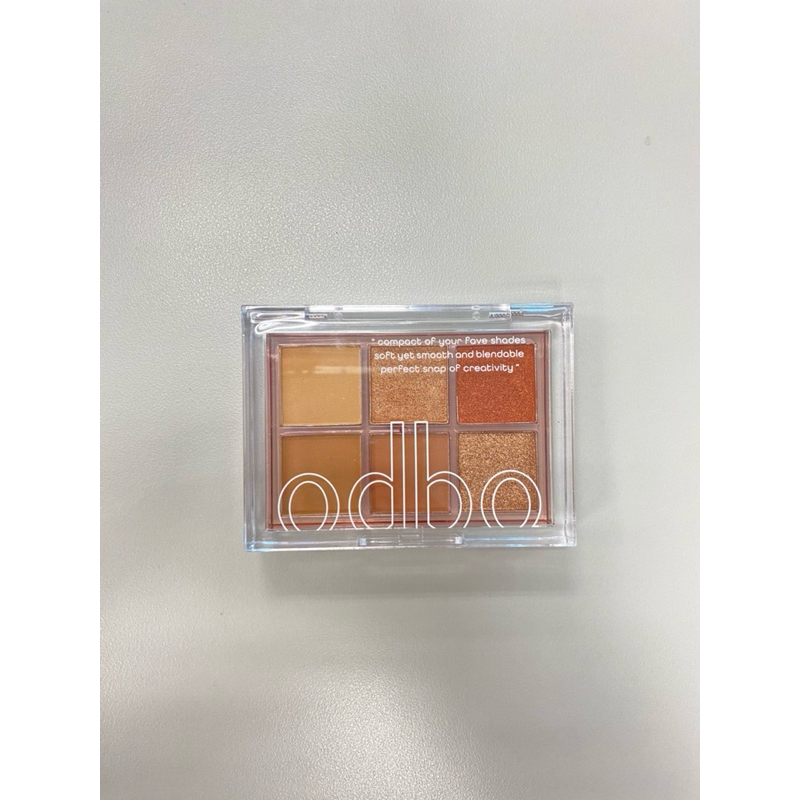 " compact of your fave shades
soft yet smooth and blendable
perfect snap of creativity "
odbo